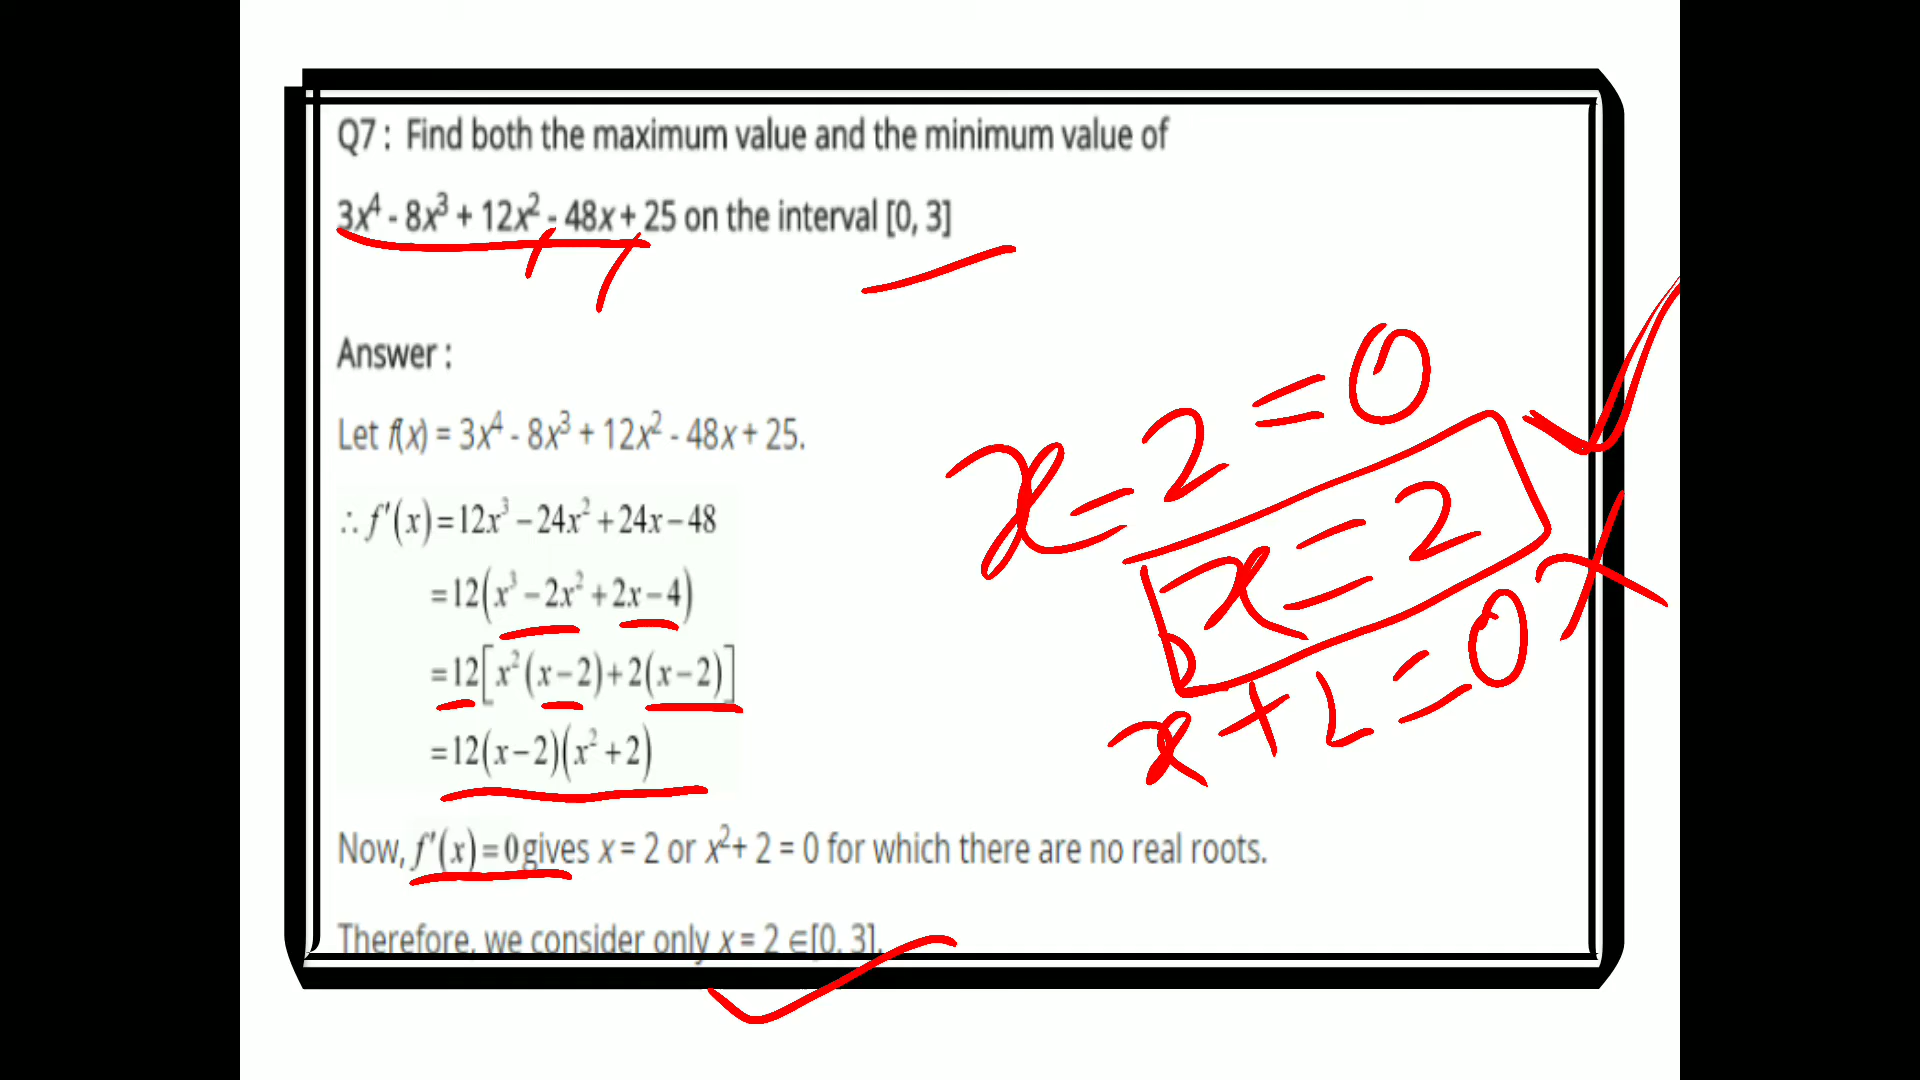 Q7 : Find both the maximum value and the minimum value of
3x⁴ - 8x³ + 12x² - 48x + 25 on the interval [0, 3]
Answer :
Let f(x) = 3x⁴ - 8x³ + 12x² - 48x + 25.
∴ f′(x) = 12x³ − 24x² + 24x − 48
= 12(x³ − 2x² + 2x − 4)
= 12[x²(x − 2) + 2(x − 2)]
= 12(x − 2)(x² + 2)
Now, f′(x) = 0 gives x = 2 or x² + 2 = 0 for which there are no real roots.
Therefore, we consider only x = 2 ∈[0, 3].
x - 2 = 0
x = 2
x + 2 = 0